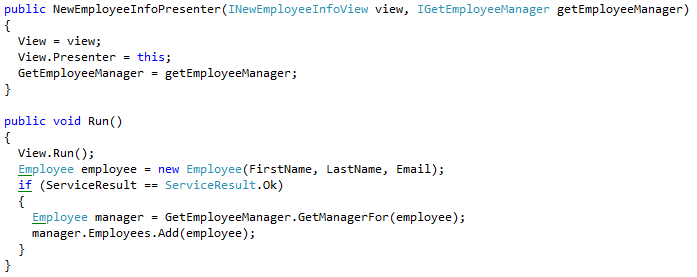 public NewEmployeeInfoPresenter(INewEmployeeInfoView view, IGetEmployeeManager getEmployeeManager)
{
  View = view;
  View.Presenter = this;
  GetEmployeeManager = getEmployeeManager;
}

public void Run()
{
  View.Run();
  Employee employee = new Employee(FirstName, LastName, Email);
  if (ServiceResult == ServiceResult.Ok)
  {
    Employee manager = GetEmployeeManager.GetManagerFor(employee);
    manager.Employees.Add(employee);
  }
}